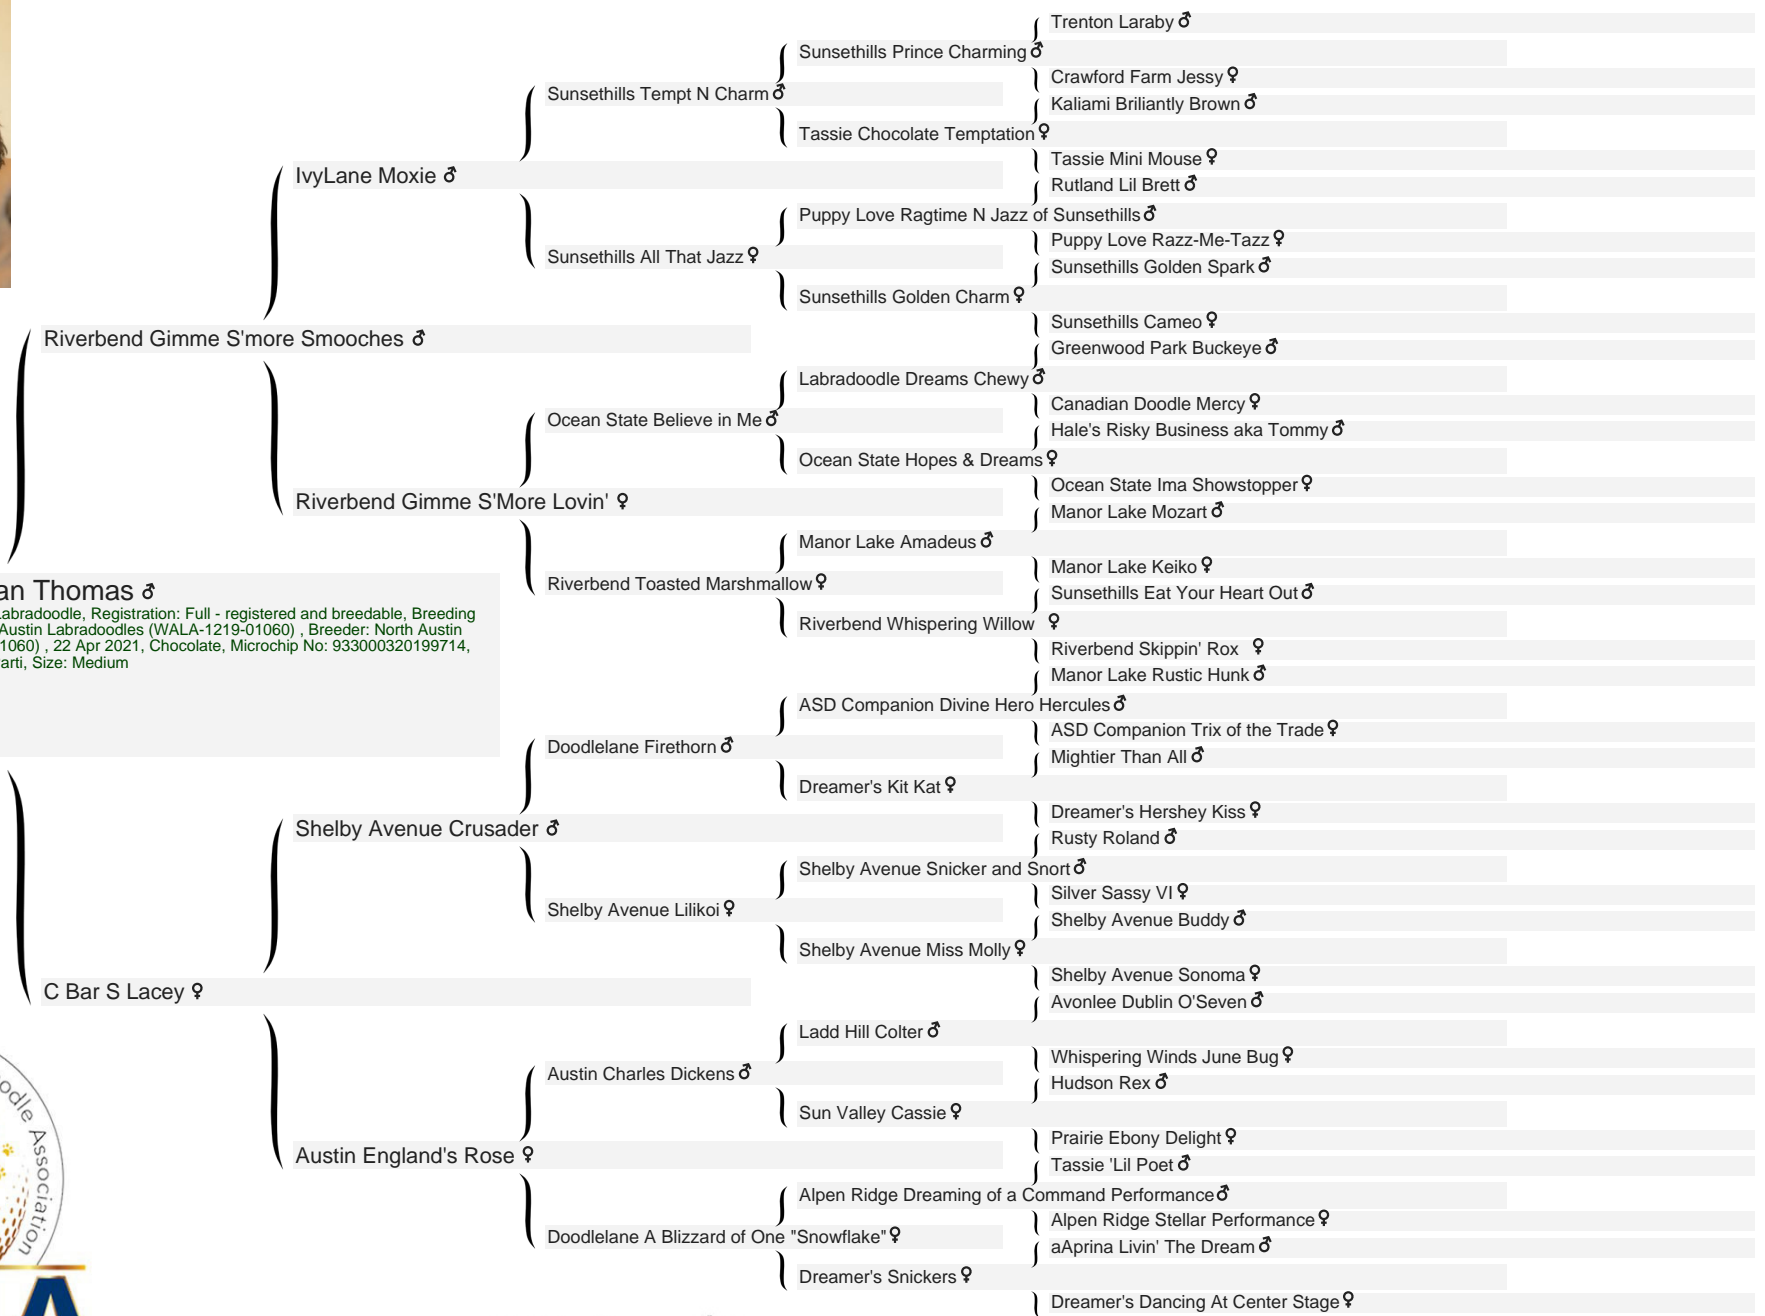 Trenton Laraby ♂
Sunsethills Prince Charming ♂
Crawford Farm Jessy ♀
Sunsethills Tempt N Charm ♂
Kaliami Briliantly Brown ♂
Tassie Chocolate Temptation ♀
Tassie Mini Mouse ♀
IvyLane Moxie ♂
Rutland Lil Brett ♂
Puppy Love Ragtime N Jazz of Sunsethills ♂
Puppy Love Razz-Me-Tazz ♀
Sunsethills All That Jazz ♀
Sunsethills Golden Spark ♂
Sunsethills Golden Charm ♀
Sunsethills Cameo ♀
Riverbend Gimme S'more Smooches ♂
Greenwood Park Buckeye ♂
Labradoodle Dreams Chewy ♂
Canadian Doodle Mercy ♀
Ocean State Believe in Me ♂
Hale's Risky Business aka Tommy ♂
Ocean State Hopes & Dreams ♀
Ocean State Ima Showstopper ♀
Riverbend Gimme S'More Lovin' ♀
Manor Lake Mozart ♂
Manor Lake Amadeus ♂
Manor Lake Keiko ♀
Riverbend Toasted Marshmallow ♀
Sunsethills Eat Your Heart Out ♂
Riverbend Whispering Willow ♀
Riverbend Skippin' Rox ♀
an Thomas ♂
Labradoodle, Registration: Full - registered and breedable, Breeding
Austin Labradoodles (WALA-1219-01060) , Breeder: North Austin
1060) , 22 Apr 2021, Chocolate, Microchip No: 933000320199714,
arti, Size: Medium
Manor Lake Rustic Hunk ♂
ASD Companion Divine Hero Hercules ♂
ASD Companion Trix of the Trade ♀
Doodlelane Firethorn ♂
Mightier Than All ♂
Dreamer's Kit Kat ♀
Dreamer's Hershey Kiss ♀
Shelby Avenue Crusader ♂
Rusty Roland ♂
Shelby Avenue Snicker and Snort ♂
Silver Sassy VI ♀
Shelby Avenue Lilikoi ♀
Shelby Avenue Buddy ♂
Shelby Avenue Miss Molly ♀
Shelby Avenue Sonoma ♀
C Bar S Lacey ♀
Avonlee Dublin O'Seven ♂
Ladd Hill Colter ♂
Whispering Winds June Bug ♀
Austin Charles Dickens ♂
Hudson Rex ♂
Sun Valley Cassie ♀
Prairie Ebony Delight ♀
Austin England's Rose ♀
Tassie 'Lil Poet ♂
Alpen Ridge Dreaming of a Command Performance ♂
Alpen Ridge Stellar Performance ♀
Doodlelane A Blizzard of One "Snowflake" ♀
aAprina Livin' The Dream ♂
Dreamer's Snickers ♀
Dreamer's Dancing At Center Stage ♀
odle Association
A